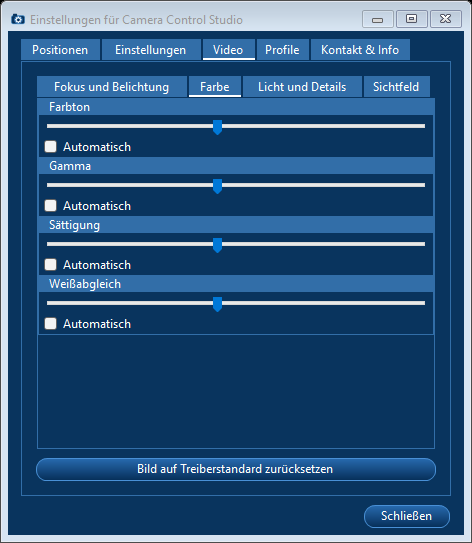 Einstellungen für Camera Control Studio
Positionen Einstellungen Video Profile Kontakt & Info
Fokus und Belichtung Farbe Licht und Details Sichtfeld
Farbton
Automatisch
Gamma
Automatisch
Sättigung
Automatisch
Weißabgleich
Automatisch
Bild auf Treiberstandard zurücksetzen
Schließen